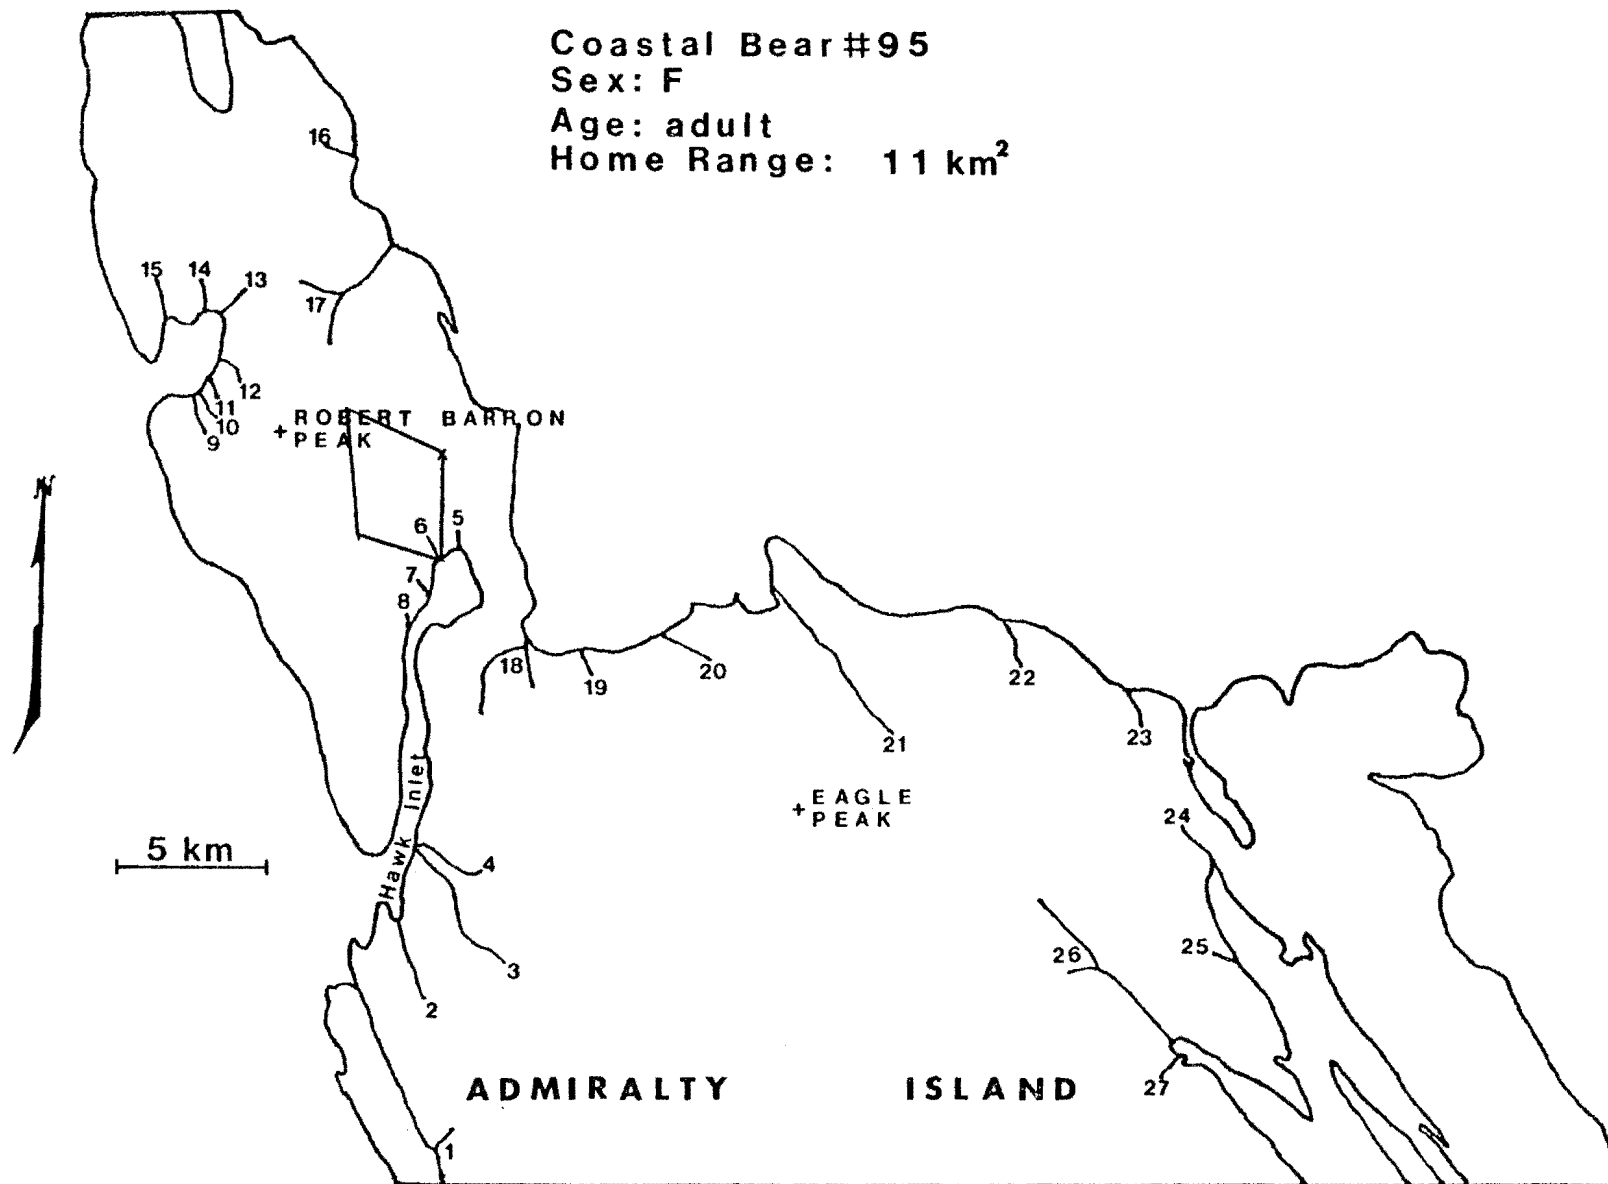 Coastal Bear #95
Sex: F
Age: adult
Home Range: 11 km²
16
15
14
13
17
12
11
10
9
+ ROBERT BARRON
PEAK
N
5
6
7
8
18
19
20
22
21
23
Hawk Inlet
+ EAGLE
PEAK
24
5 km
4
3
25
26
2
ADMIRALTY ISLAND
27
1